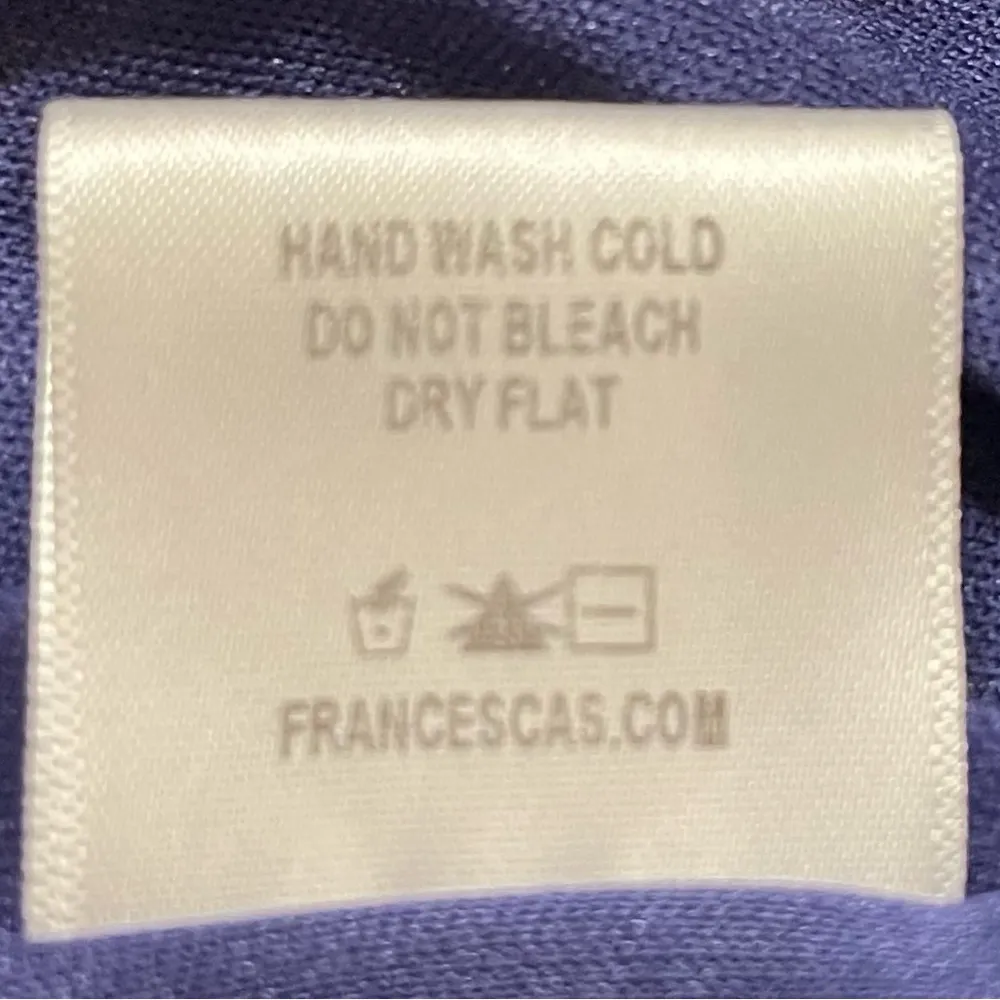 HAND WASH COLD
DO NOT BLEACH
DRY FLAT
FRANCESCAS.COM